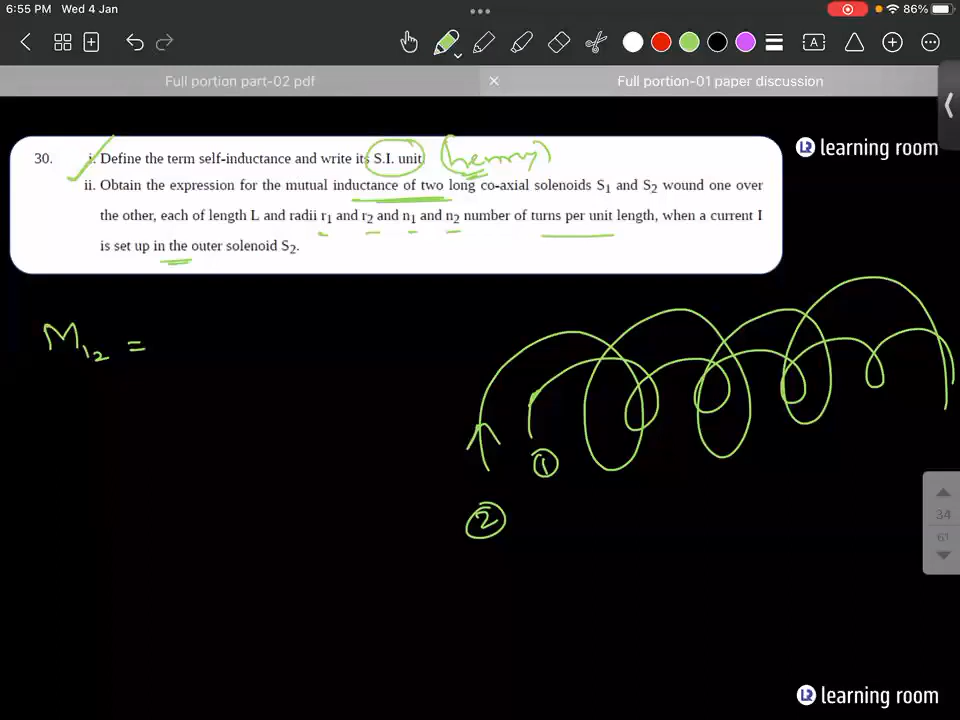 6:55 PM Wed 4 Jan
86%
A
Full portion part-02 pdf
Full portion-01 paper discussion
learning room
30. i. Define the term self-inductance and write its S.I. unit. (henry)
ii. Obtain the expression for the mutual inductance of two long co-axial solenoids S₁ and S₂ wound one over
the other, each of length L and radii r₁ and r₂ and n₁ and n₂ number of turns per unit length, when a current I
is set up in the outer solenoid S₂.
M₁₂ =
1
2
34
61
learning room